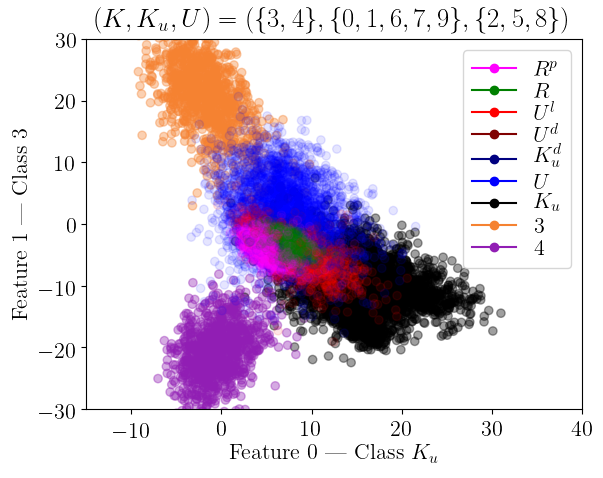 (K, K_u, U) = ({3, 4}, {0, 1, 6, 7, 9}, {2, 5, 8})
30
20
10
0
−10
−20
−30
Feature 1 — Class 3
R^p
R
U^l
U^d
K_u^d
U
K_u
3
4
−10
0
10
20
30
40
Feature 0 — Class K_u